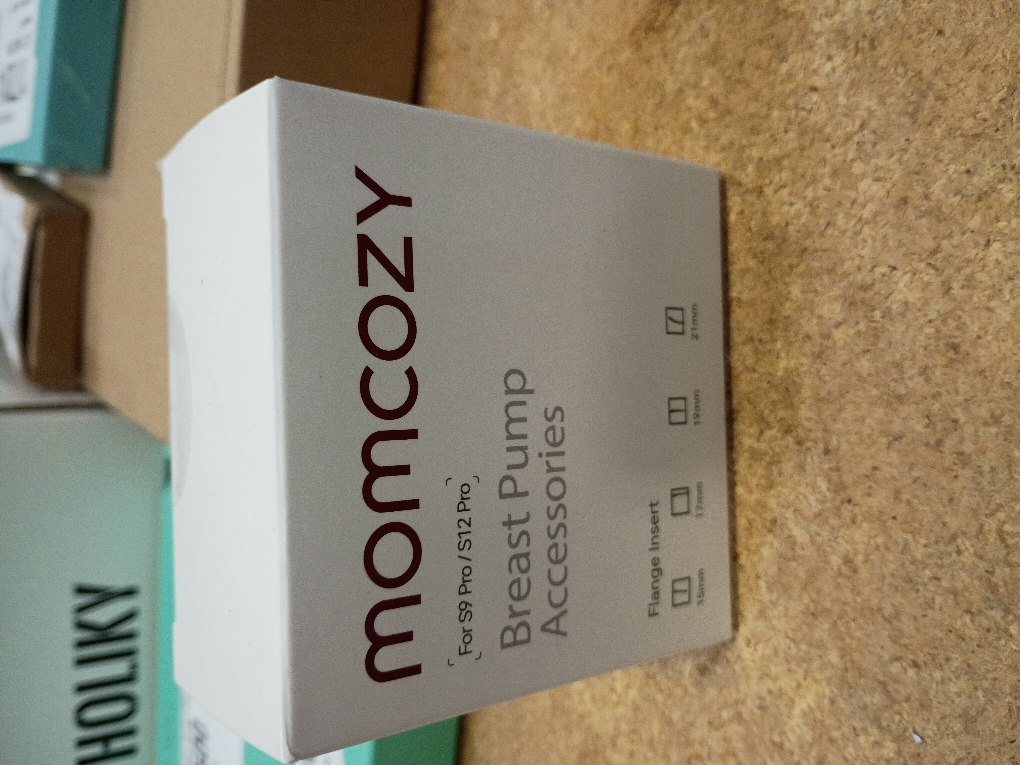 momcozy
For S9 Pro / S12 Pro
Breast Pump
Accessories
Flange Insert
15mm 17mm 19mm 21mm
HOLIKY